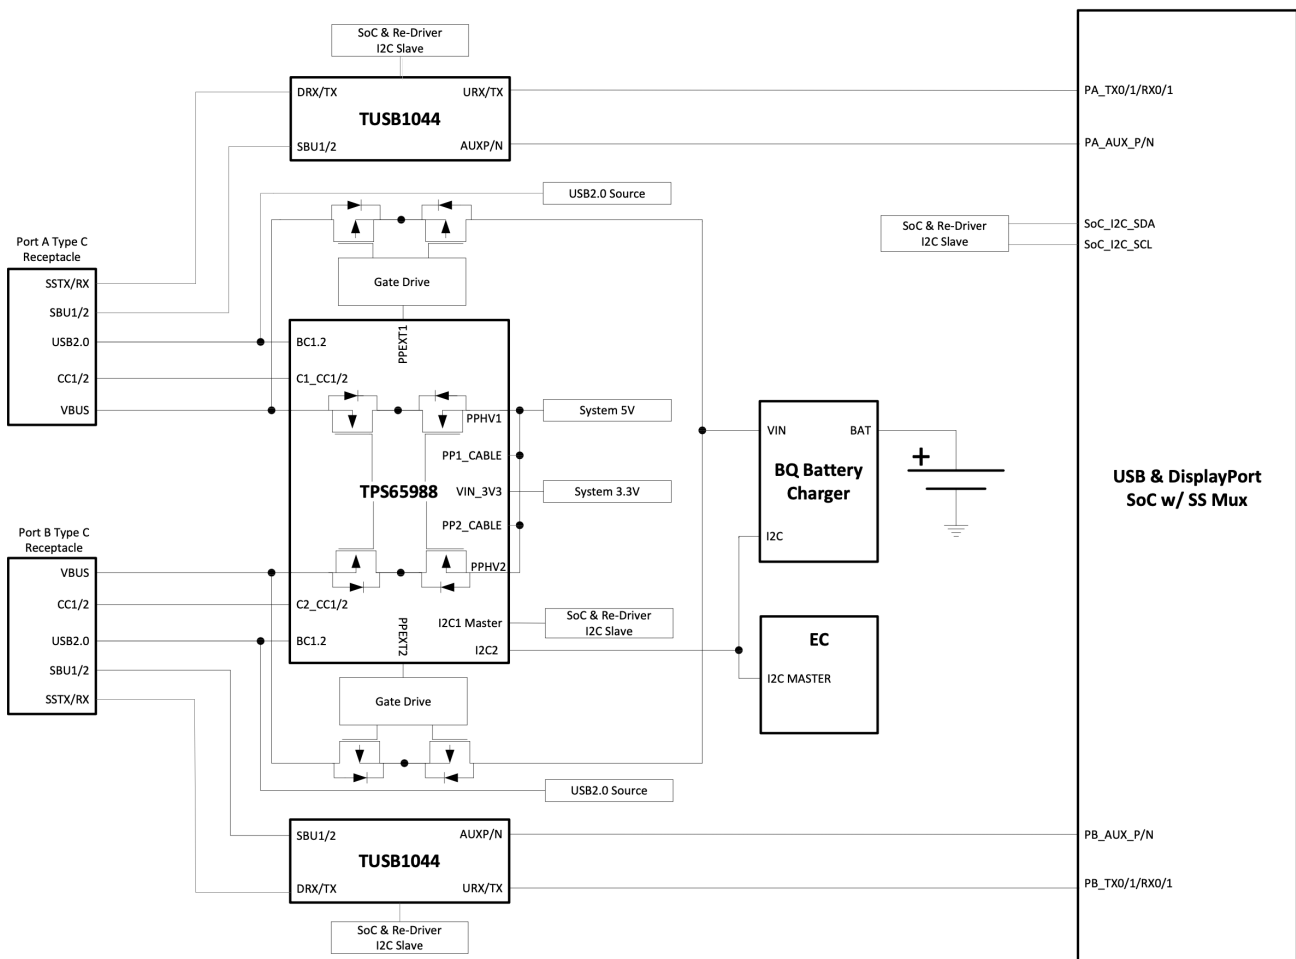 SoC & Re-Driver
I2C Slave
DRX/TX
URX/TX
TUSB1044
SBU1/2
AUXP/N
PA_TX0/1/RX0/1
PA_AUX_P/N
USB2.0 Source
SoC & Re-Driver
I2C Slave
SoC_I2C_SDA
SoC_I2C_SCL
Port A Type C
Receptacle
SSTX/RX
SBU1/2
USB2.0
CC1/2
VBUS
Gate Drive
PPEXT1
BC1.2
C1_CC1/2
PPHV1
System 5V
PP1_CABLE
TPS65988
VIN_3V3
System 3.3V
PP2_CABLE
PPHV2
C2_CC1/2
I2C1 Master
SoC & Re-Driver
I2C Slave
BC1.2
PPEXT2
I2C2
VIN
BAT
BQ Battery
Charger
I2C
+
EC
I2C MASTER
USB & DisplayPort
SoC w/ SS Mux
Port B Type C
Receptacle
VBUS
CC1/2
USB2.0
SBU1/2
SSTX/RX
Gate Drive
USB2.0 Source
SBU1/2
AUXP/N
TUSB1044
DRX/TX
URX/TX
PB_AUX_P/N
PB_TX0/1/RX0/1
SoC & Re-Driver
I2C Slave